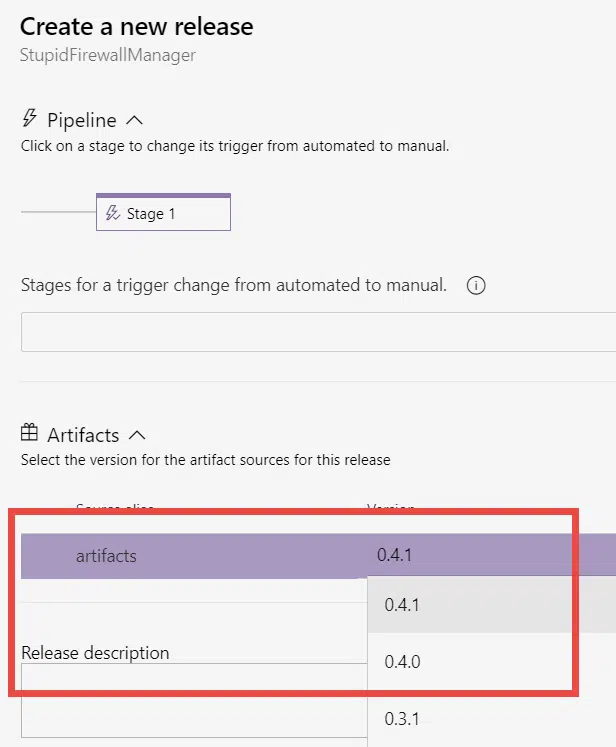 Create a new release
StupidFirewallManager
Pipeline
Click on a stage to change its trigger from automated to manual.
Stage 1
Stages for a trigger change from automated to manual.
Artifacts
Select the version for the artifact sources for this release
Source alias Version
artifacts 0.4.1
0.4.1
Release description
0.4.0
0.3.1